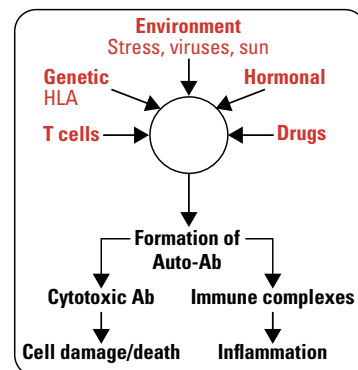 Environment
Stress, viruses, sun
Genetic
HLA
Hormonal
T cells
Drugs
Formation of
Auto-Ab
Cytotoxic Ab
Immune complexes
Cell damage/death
Inflammation